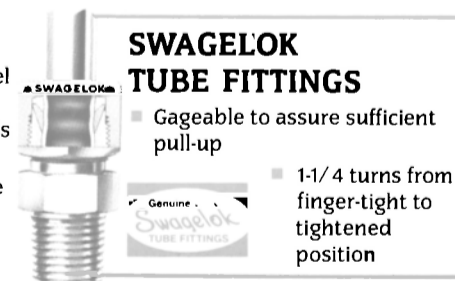 SWAGELOK
TUBE FITTINGS
SWAGELOK
Gageable to assure sufficient
pull-up
1-1/4 turns from
finger-tight to
tightened
position
Genuine
Swagelok
TUBE FITTINGS
el
s
e